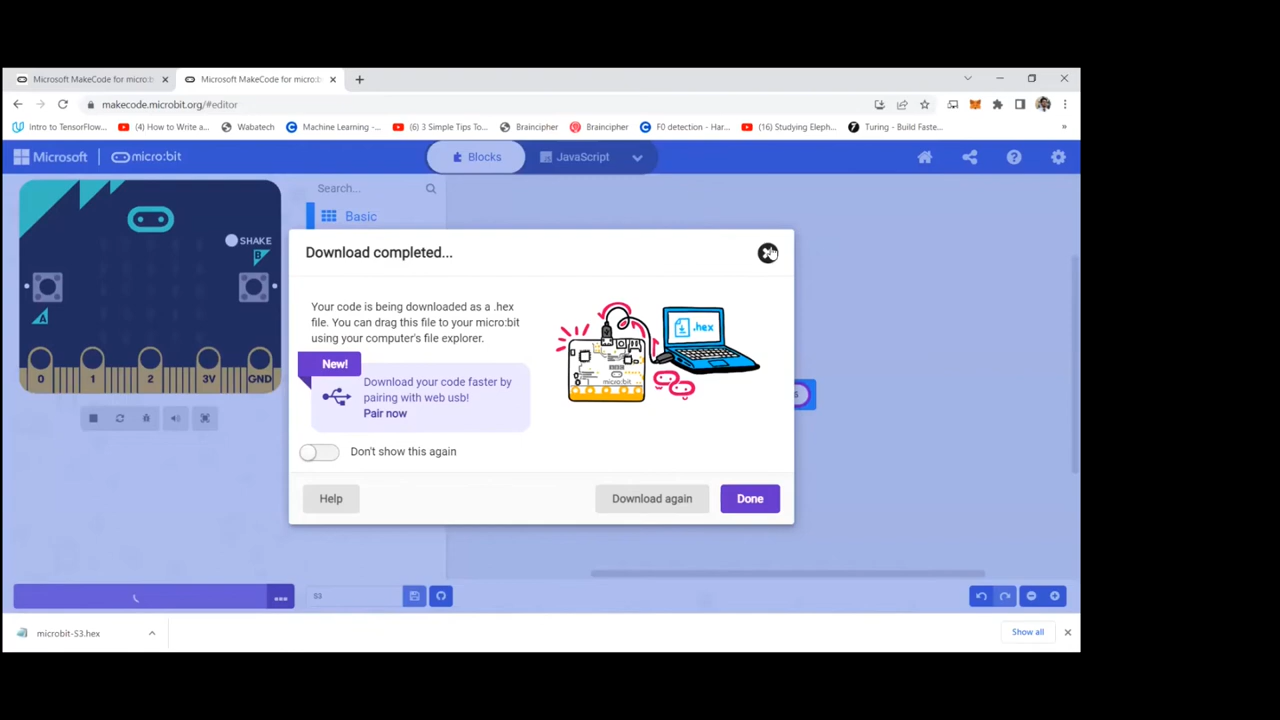 Microsoft MakeCode for micro:b
Microsoft MakeCode for micro:b
makecode.microbit.org/#editor
Intro to TensorFlow...
(4) How to Write a...
Wabatech
Machine Learning -...
(6) 3 Simple Tips To...
Braincipher
Braincipher
F0 detection - Har...
(16) Studying Eleph...
Turing - Build Faste...
»
Microsoft
micro:bit
Blocks
JavaScript
Search...
Basic
SHAKE
B
A
0 1 2 3V GND
Download completed...
Your code is being downloaded as a .hex
file. You can drag this file to your micro:bit
using your computer's file explorer.
New!
Download your code faster by
pairing with web usb!
Pair now
.hex
micro:bit
Don't show this again
Help
Download again
Done
S3
microbit-S3.hex
Show all